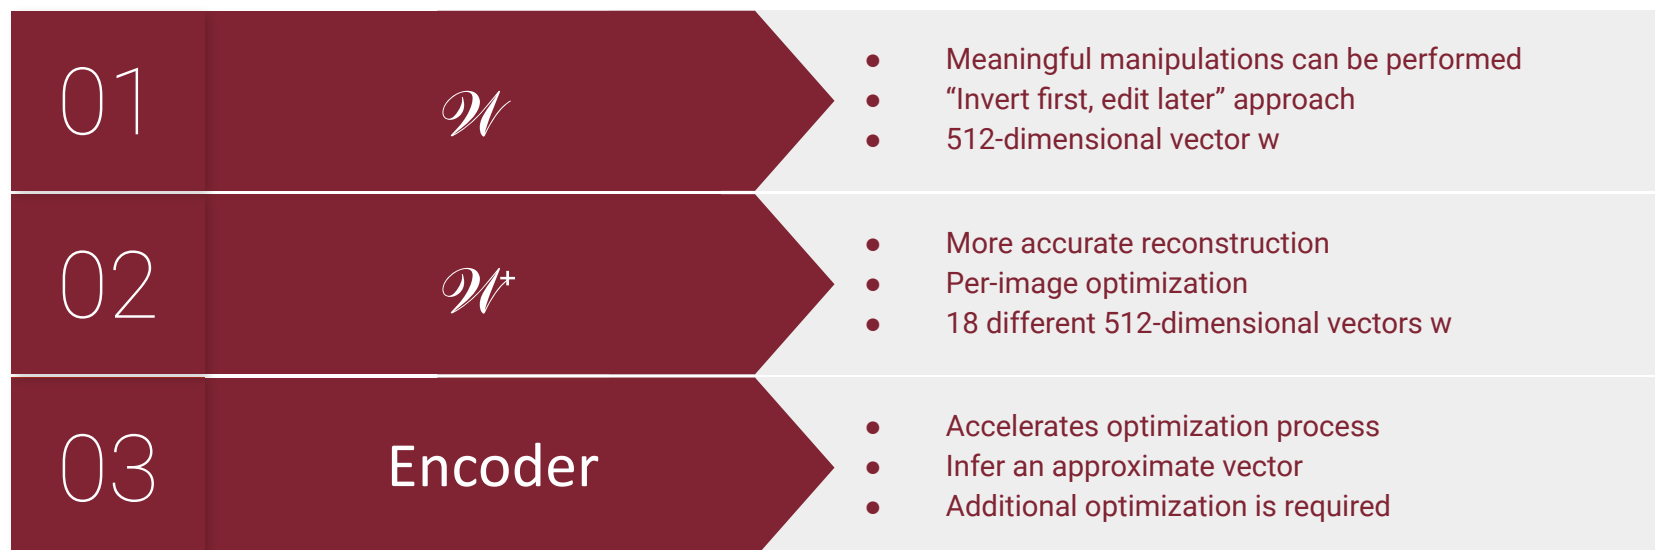 01
𝒲
● Meaningful manipulations can be performed
● “Invert first, edit later” approach
● 512-dimensional vector w
02
𝒲+
● More accurate reconstruction
● Per-image optimization
● 18 different 512-dimensional vectors w
03
Encoder
● Accelerates optimization process
● Infer an approximate vector
● Additional optimization is required